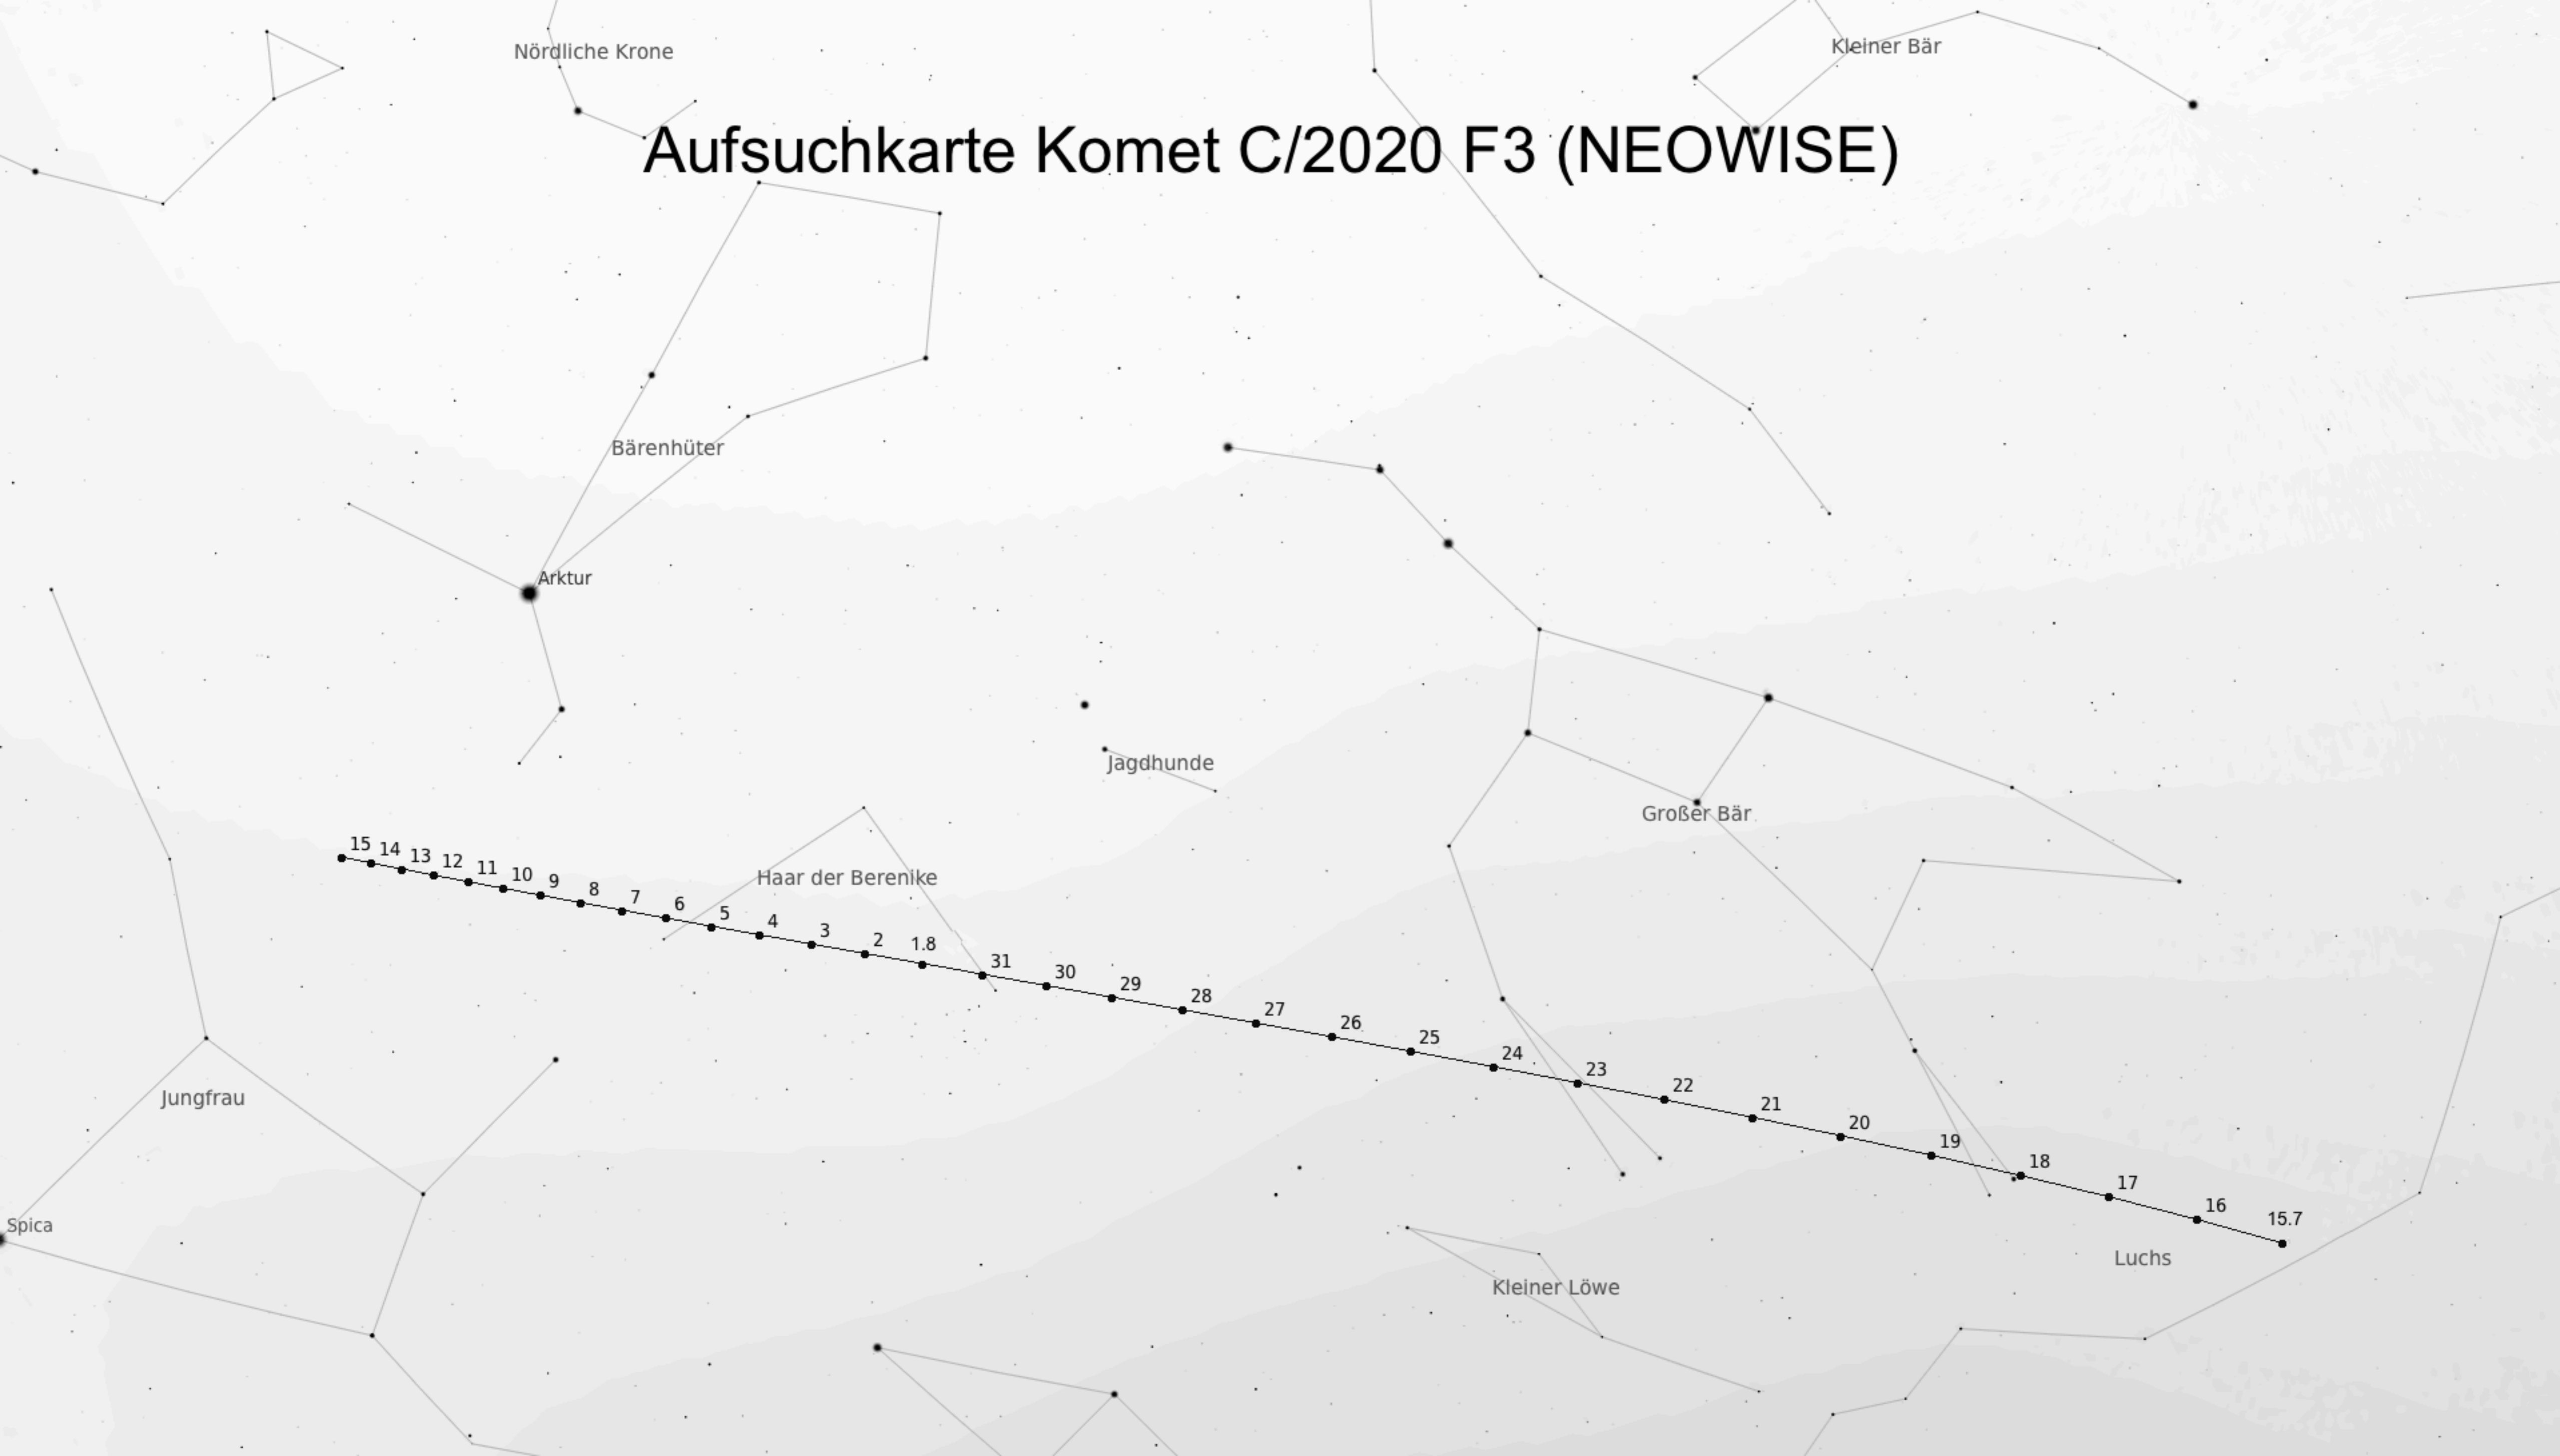 Nördliche Krone
Kleiner Bär
Aufsuchkarte Komet C/2020 F3 (NEOWISE)
Bärenhüter
Arktur
Jagdhunde
Großer Bär
Haar der Berenike
15
14
13
12
11
10
9
8
7
6
5
4
3
2
1.8
31
30
29
28
27
26
25
24
23
22
21
20
19
18
17
16
15.7
Jungfrau
Spica
Luchs
Kleiner Löwe